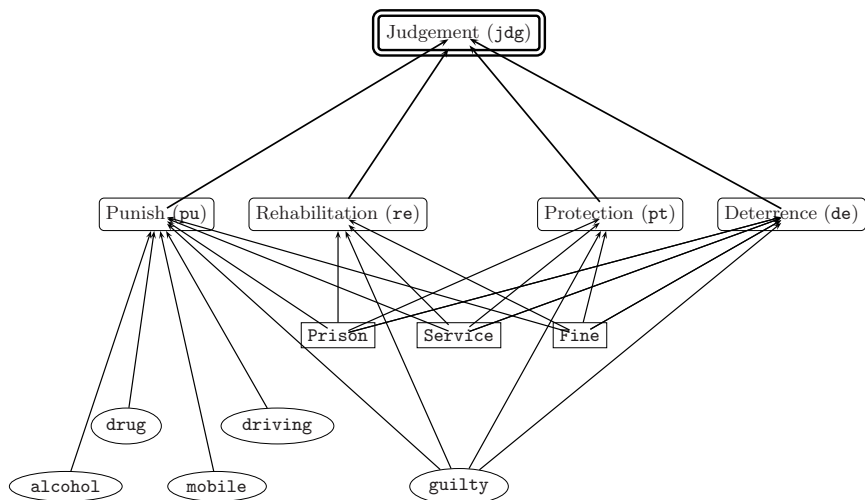 Judgement (jdg)
Punish (pu)
Rehabilitation (re)
Protection (pt)
Deterrence (de)
Prison
Service
Fine
drug
driving
alcohol
mobile
guilty